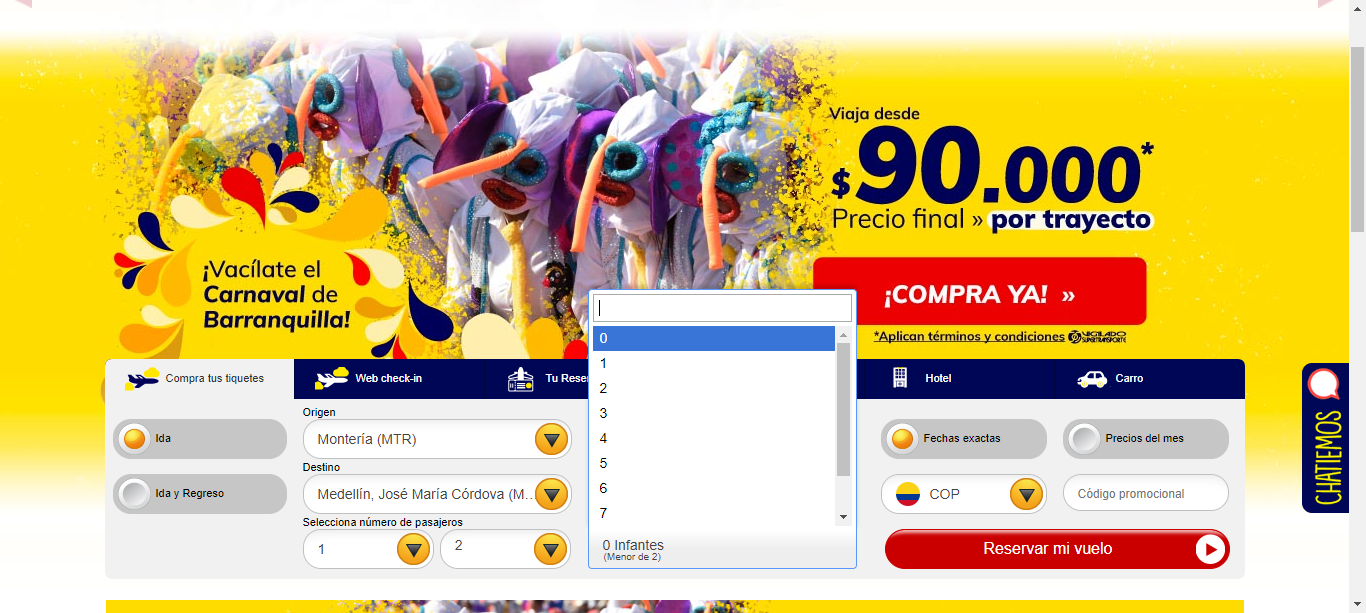 Viaja desde
$90.000*
Precio final » por trayecto
¡Vacílate el
Carnaval de
Barranquilla!
¡COMPRA YA! »
*Aplican términos y condiciones VIGILADO
SUPERTRANSPORTE
Compra tus tiquetes
Web check-in
Tu Rese
Hotel
Carro
Ida
Ida y Regreso
Origen
Montería (MTR)
Destino
Medellín, José María Córdova (M...
Selecciona número de pasajeros
1
2
0
1
2
3
4
5
6
7
0 Infantes
(Menor de 2)
Fechas exactas
Precios del mes
COP
Código promocional
Reservar mi vuelo
CHATIEMOS